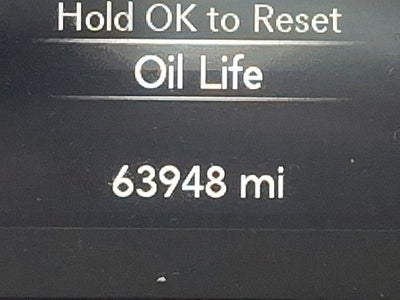 Hold OK to Reset
Oil Life
63948 mi